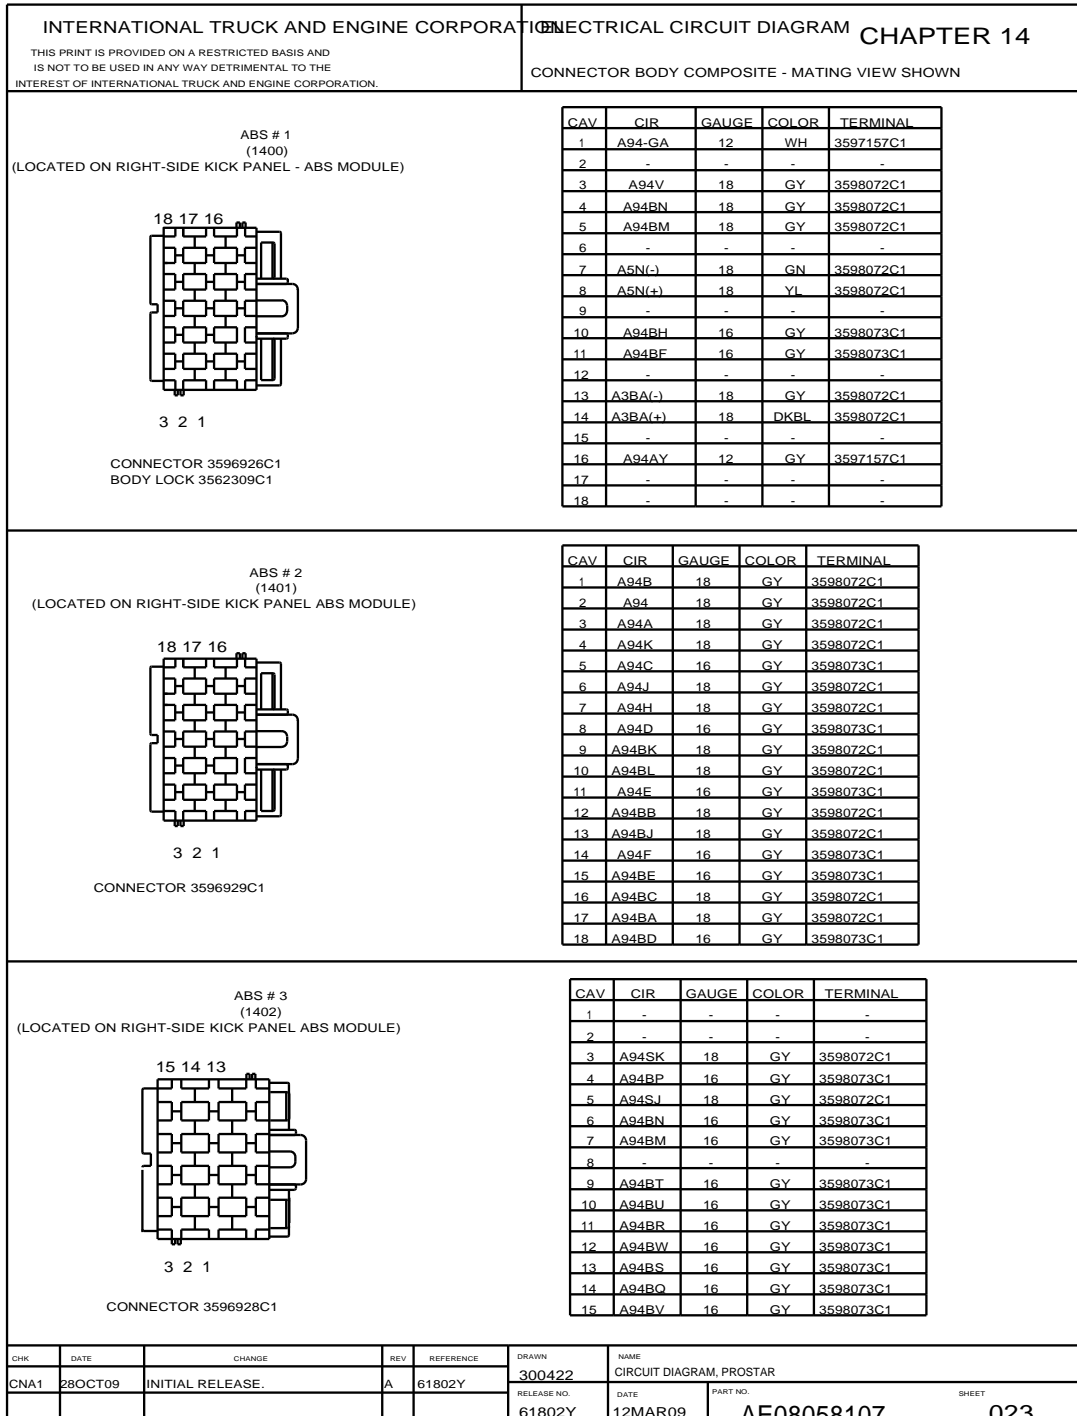 INTERNATIONAL TRUCK AND ENGINE CORPORATION
THIS PRINT IS PROVIDED ON A RESTRICTED BASIS AND
IS NOT TO BE USED IN ANY WAY DETRIMENTAL TO THE
INTEREST OF INTERNATIONAL TRUCK AND ENGINE CORPORATION.
ELECTRICAL CIRCUIT DIAGRAM CHAPTER 14
CONNECTOR BODY COMPOSITE - MATING VIEW SHOWN
ABS # 1
(1400)
(LOCATED ON RIGHT-SIDE KICK PANEL - ABS MODULE)
18 17 16
3 2 1
CONNECTOR 3596926C1
BODY LOCK 3562309C1
CAV CIR GAUGE COLOR TERMINAL
1 A94-GA 12 WH 3597157C1
2 - - - -
3 A94V 18 GY 3598072C1
4 A94BN 18 GY 3598072C1
5 A94BM 18 GY 3598072C1
6 - - - -
7 A5N(-) 18 GN 3598072C1
8 A5N(+) 18 YL 3598072C1
9 - - - -
10 A94BH 16 GY 3598073C1
11 A94BF 16 GY 3598073C1
12 - - - -
13 A3BA(-) 18 GY 3598072C1
14 A3BA(+) 18 DKBL 3598072C1
15 - - - -
16 A94AY 12 GY 3597157C1
17 - - - -
18 - - - -
ABS # 2
(1401)
(LOCATED ON RIGHT-SIDE KICK PANEL ABS MODULE)
18 17 16
3 2 1
CONNECTOR 3596929C1
CAV CIR GAUGE COLOR TERMINAL
1 A94B 18 GY 3598072C1
2 A94 18 GY 3598072C1
3 A94A 18 GY 3598072C1
4 A94K 18 GY 3598072C1
5 A94C 16 GY 3598073C1
6 A94J 18 GY 3598072C1
7 A94H 18 GY 3598072C1
8 A94D 16 GY 3598073C1
9 A94BK 18 GY 3598072C1
10 A94BL 18 GY 3598072C1
11 A94E 16 GY 3598073C1
12 A94BB 18 GY 3598072C1
13 A94BJ 18 GY 3598072C1
14 A94F 16 GY 3598073C1
15 A94BE 16 GY 3598073C1
16 A94BC 18 GY 3598072C1
17 A94BA 18 GY 3598072C1
18 A94BD 16 GY 3598073C1
ABS # 3
(1402)
(LOCATED ON RIGHT-SIDE KICK PANEL ABS MODULE)
15 14 13
3 2 1
CONNECTOR 3596928C1
CAV CIR GAUGE COLOR TERMINAL
1 - - - -
2 - - - -
3 A94SK 18 GY 3598072C1
4 A94BP 16 GY 3598073C1
5 A94SJ 18 GY 3598072C1
6 A94BN 16 GY 3598073C1
7 A94BM 16 GY 3598073C1
8 - - - -
9 A94BT 16 GY 3598073C1
10 A94BU 16 GY 3598073C1
11 A94BR 16 GY 3598073C1
12 A94BW 16 GY 3598073C1
13 A94BS 16 GY 3598073C1
14 A94BQ 16 GY 3598073C1
15 A94BV 16 GY 3598073C1
CHK DATE CHANGE REV REFERENCE
CNA1 28OCT09 INITIAL RELEASE. A 61802Y
DRAWN
300422
NAME
CIRCUIT DIAGRAM, PROSTAR
RELEASE NO. DATE PART NO. SHEET
61802Y 12MAR09 AE08058107 023